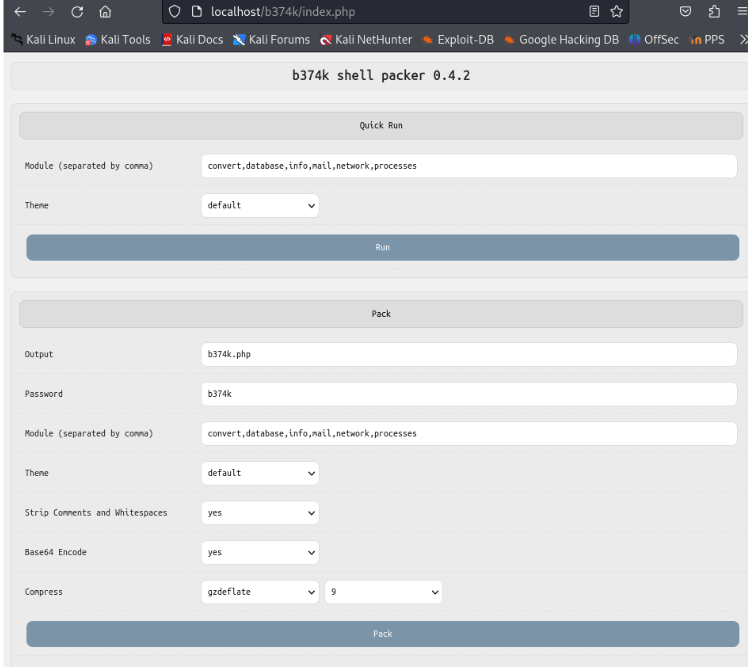 localhost/b374k/index.php
Kali Linux Kali Tools Kali Docs Kali Forums Kali NetHunter Exploit-DB Google Hacking DB OffSec PPS
b374k shell packer 0.4.2
Quick Run
Module (separated by comma) convert,database,info,mail,network,processes
Theme default
Run
Pack
Output b374k.php
Password b374k
Module (separated by comma) convert,database,info,mail,network,processes
Theme default
Strip Comments and Whitespaces yes
Base64 Encode yes
Compress gzdeflate 9
Pack